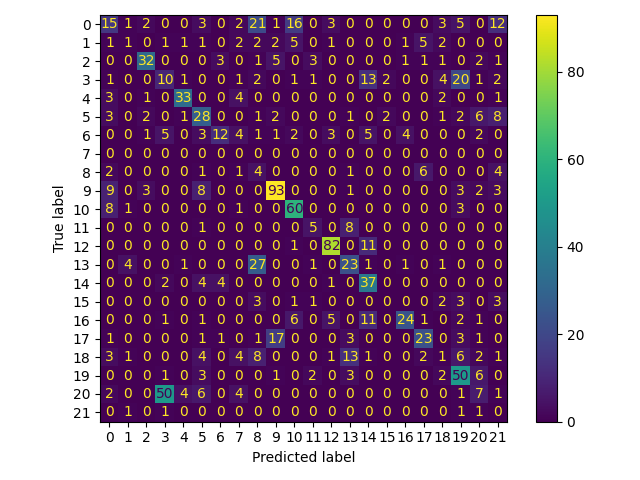 0 15 1 2 0 0 3 0 2 21 1 16 0 3 0 0 0 0 0 3 5 0 12
1 1 1 0 1 1 1 0 2 2 2 5 0 1 0 0 0 1 5 2 0 0 0
2 0 0 32 0 0 0 3 0 1 5 0 3 0 0 0 0 1 1 1 0 2 1
3 1 0 0 10 1 0 0 1 2 0 1 1 0 0 13 2 0 0 4 20 1 2
4 3 0 1 0 33 0 0 4 0 0 0 0 0 0 0 0 0 0 2 0 0 1
5 3 0 2 0 1 28 0 0 1 2 0 0 0 1 0 2 0 0 1 2 6 8
6 0 0 1 5 0 3 12 4 1 1 2 0 3 0 5 0 4 0 0 0 2 0
7 0 0 0 0 0 0 0 0 0 0 0 0 0 0 0 0 0 0 0 0 0 0
8 2 0 0 0 0 1 0 1 4 0 0 0 0 1 0 0 0 6 0 0 0 4
9 9 0 3 0 0 8 0 0 0 93 0 0 0 1 0 0 0 0 0 3 2 3
10 8 1 0 0 0 0 0 1 0 0 60 0 0 0 0 0 0 0 0 3 0 0
11 0 0 0 0 0 1 0 0 0 0 0 5 0 8 0 0 0 0 0 0 0 0
12 0 0 0 0 0 0 0 0 0 0 1 0 82 0 11 0 0 0 0 0 0 0
13 0 4 0 0 1 0 0 0 27 0 0 1 0 23 1 0 1 0 1 0 0 0
14 0 0 0 2 0 4 4 0 0 0 0 0 1 0 37 0 0 0 0 0 0 0
15 0 0 0 0 0 0 0 0 3 0 1 1 0 0 0 0 0 0 2 3 0 3
16 0 0 0 1 0 1 0 0 0 0 6 0 5 0 11 0 24 1 0 2 1 0
17 1 0 0 0 0 1 1 0 1 17 0 0 0 3 0 0 0 23 0 3 1 0
18 3 1 0 0 0 4 0 4 8 0 0 0 1 13 1 0 0 2 1 6 2 1
19 0 0 0 1 0 3 0 0 0 1 0 2 0 3 0 0 0 0 2 50 6 0
20 2 0 0 50 4 6 0 4 0 0 0 0 0 0 0 0 0 0 0 1 7 1
21 0 1 0 1 0 0 0 0 0 0 0 0 0 0 0 0 0 0 0 1 1 0
0 1 2 3 4 5 6 7 8 9 10 11 12 13 14 15 16 17 18 19 20 21
Predicted label
True label
80
60
40
20
0